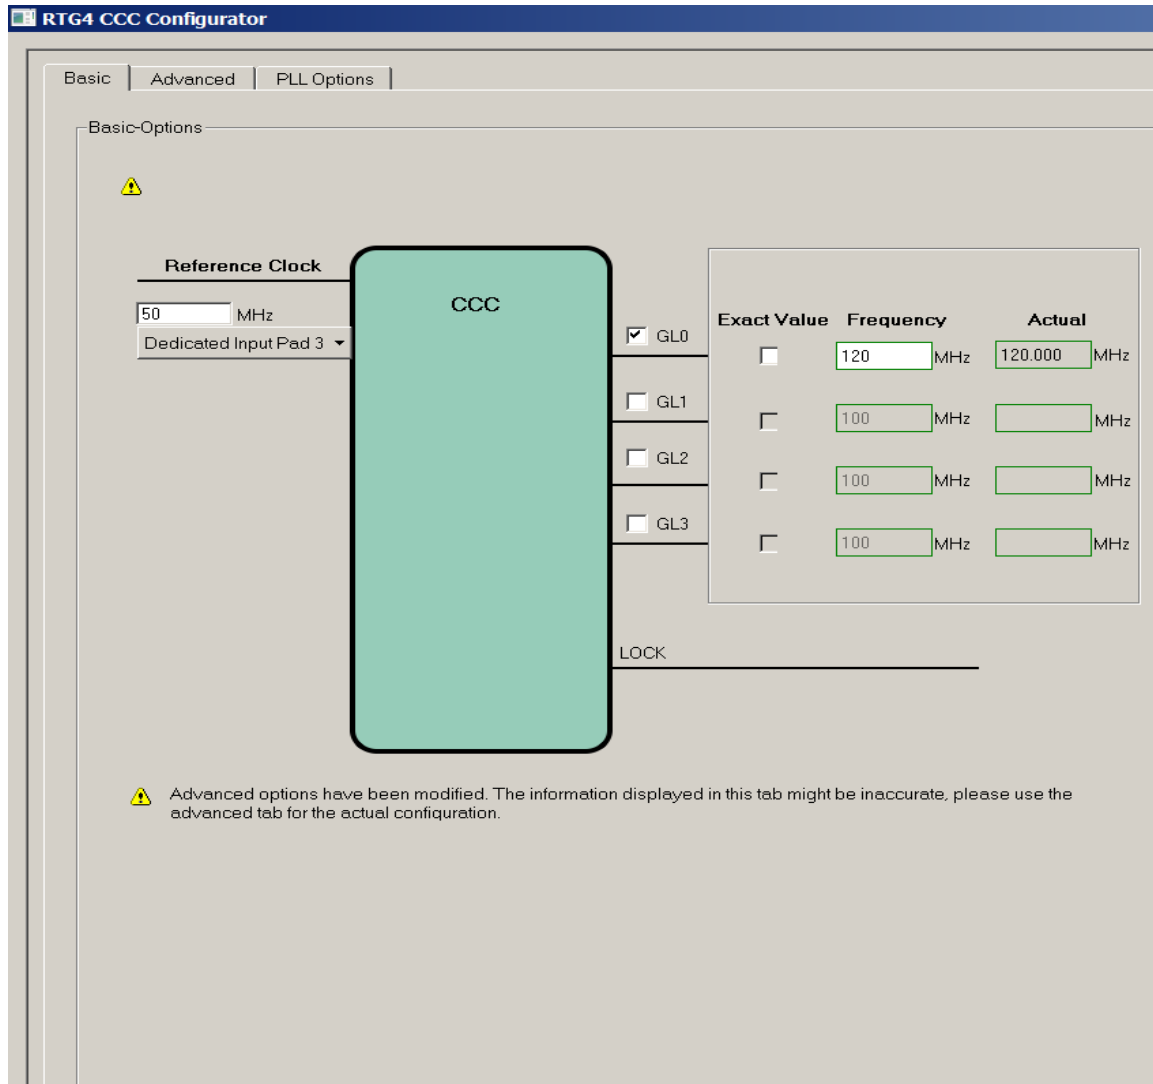 RTG4 CCC Configurator
Basic
Advanced
PLL Options
Basic-Options
Reference Clock
50 MHz
Dedicated Input Pad 3
CCC
Exact Value Frequency Actual
GL0
120 MHz 120.000 MHz
GL1
100 MHz MHz
GL2
100 MHz MHz
GL3
100 MHz MHz
LOCK
Advanced options have been modified. The information displayed in this tab might be inaccurate, please use the
advanced tab for the actual configuration.